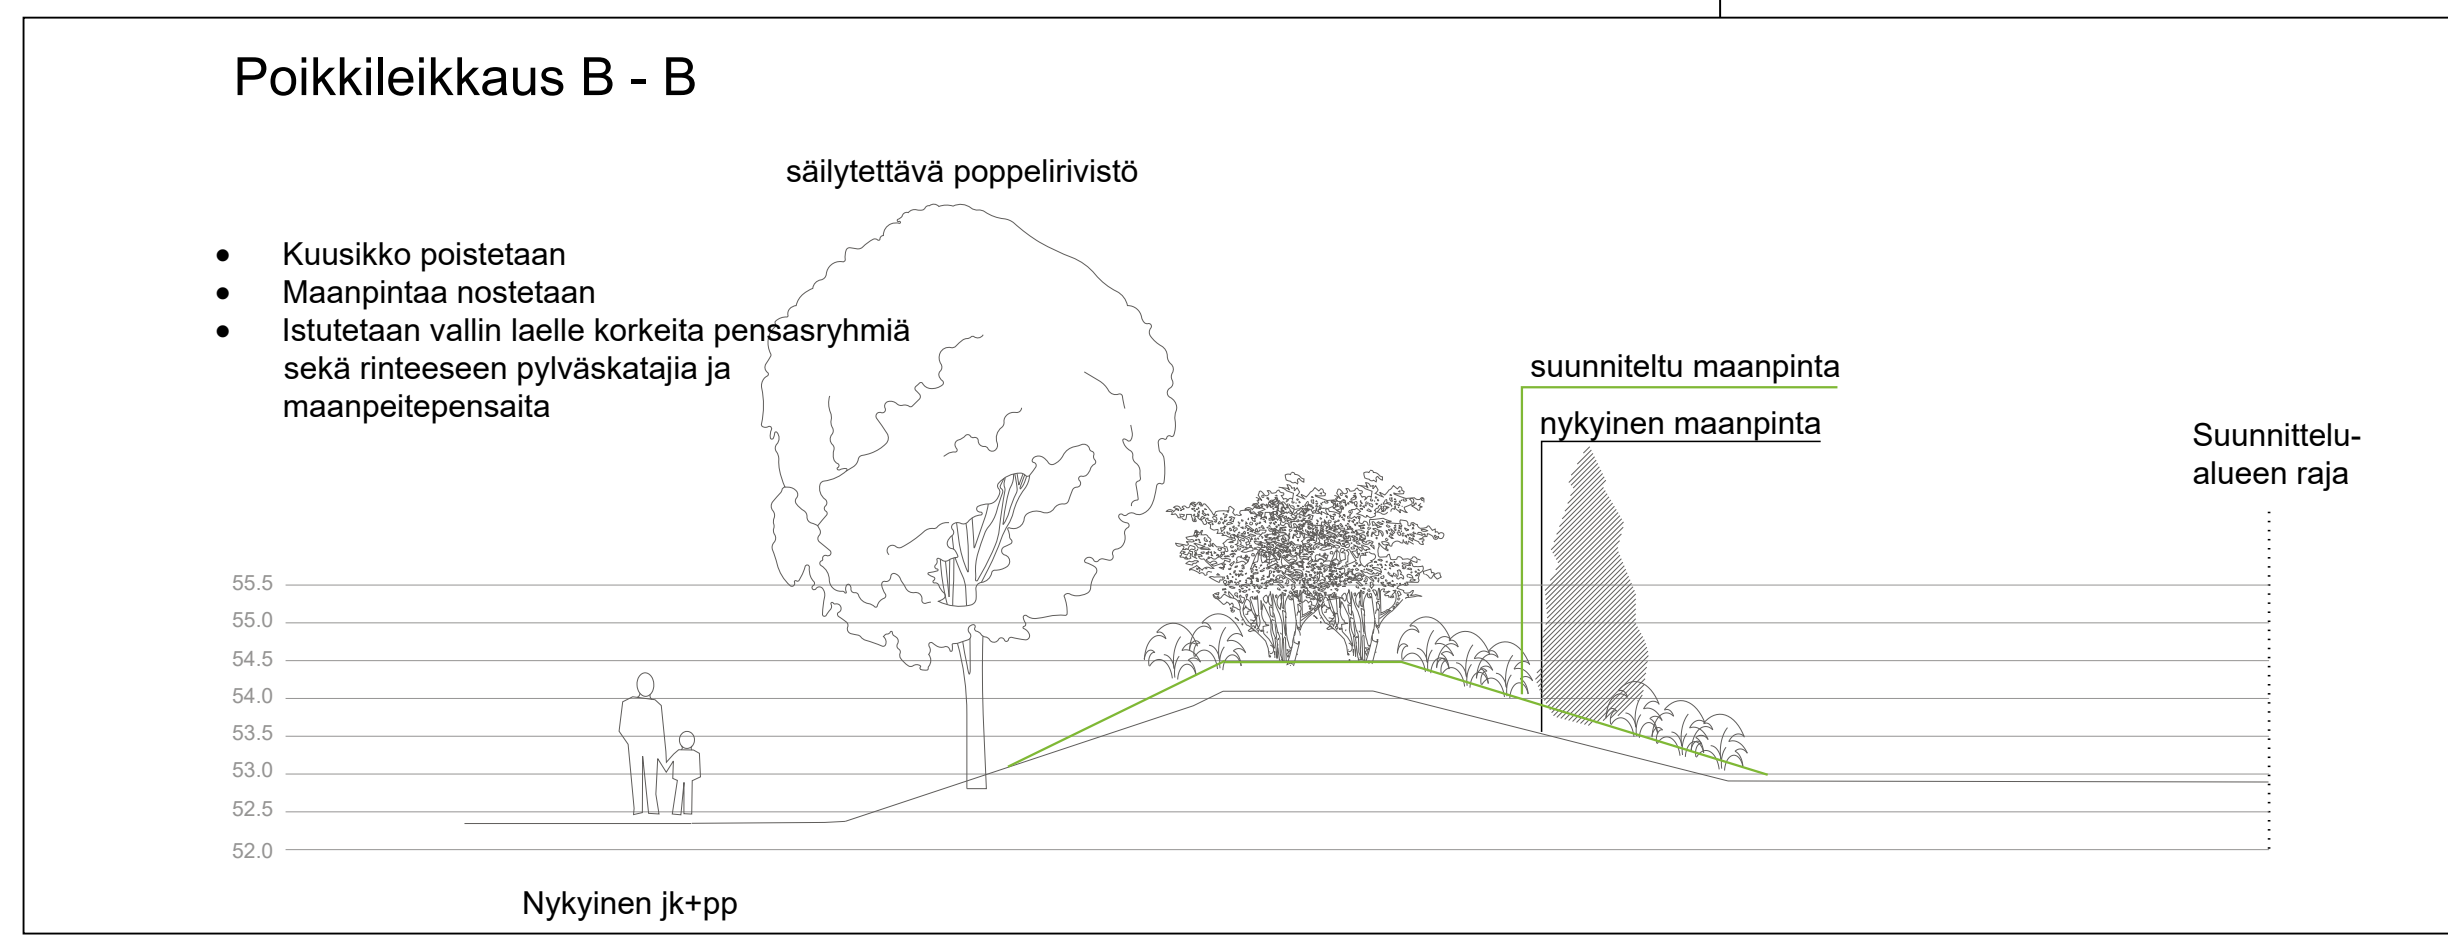 Poikkileikkaus B - B
säilytettävä poppelirivistö
• Kuusikko poistetaan
• Maanpintaa nostetaan
• Istutetaan vallin laelle korkeita pensasryhmiä
sekä rinteeseen pylväskatajia ja
maanpeitepensaita
suunniteltu maanpinta
nykyinen maanpinta
Suunnittelu-
alueen raja
55.5
55.0
54.5
54.0
53.5
53.0
52.5
52.0
Nykyinen jk+pp